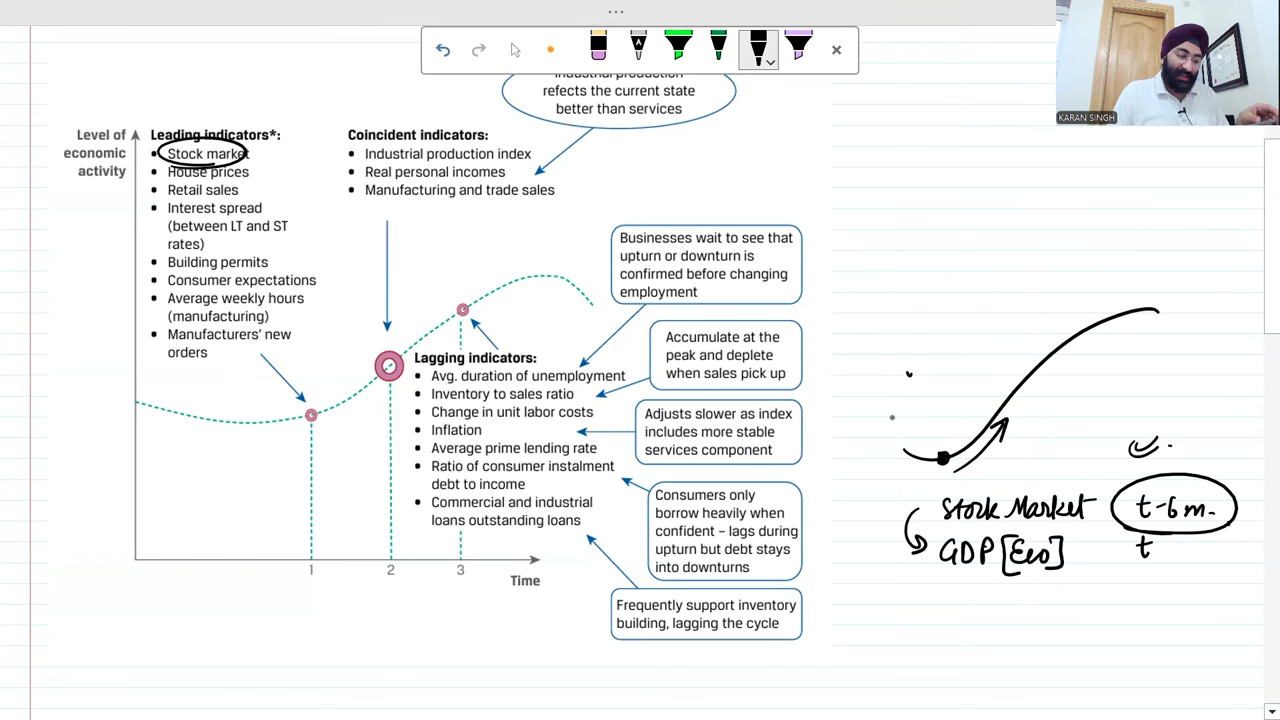 KARAN SINGH
Industrial production
refects the current state
better than services
Level of
economic
activity
Leading indicators*:
• Stock market
• House prices
• Retail sales
• Interest spread
(between LT and ST
rates)
• Building permits
• Consumer expectations
• Average weekly hours
(manufacturing)
• Manufacturers' new
orders
Coincident indicators:
• Industrial production index
• Real personal incomes
• Manufacturing and trade sales
Businesses wait to see that
upturn or downturn is
confirmed before changing
employment
Accumulate at the
peak and deplete
when sales pick up
Lagging indicators:
• Avg. duration of unemployment
• Inventory to sales ratio
• Change in unit labor costs
• Inflation
• Average prime lending rate
• Ratio of consumer instalment
debt to income
• Commercial and industrial
loans outstanding loans
Adjusts slower as index
includes more stable
services component
Consumers only
borrow heavily when
confident – lags during
upturn but debt stays
into downturns
Frequently support inventory
building, lagging the cycle
1 2 3
Time
Stock Market t-6m.
GDP [Eco] t